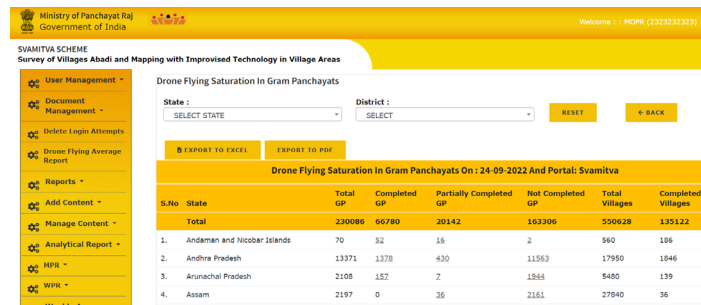 Ministry of Panchayat Raj
Government of India
Welcome : : MOPR (2323232323)
SVAMITVA SCHEME
Survey of Villages Abadi and Mapping with Improvised Technology in Village Areas
User Management
Document Management
Delete Login Attempts
Drone Flying Average Report
Reports
Add Content
Manage Content
Analytical Report
MPR
WPR
Drone Flying Saturation In Gram Panchayats
State : District :
SELECT STATE SELECT RESET ← BACK
EXPORT TO EXCEL EXPORT TO PDF
Drone Flying Saturation In Gram Panchayats On : 24-09-2022 And Portal: Svamitva
S.No State Total GP Completed GP Partially Completed GP Not Completed GP Total Villages Completed Villages
Total 230086 66780 20142 163306 550628 135122
1. Andaman and Nicobar Islands 70 52 16 2 560 186
2. Andhra Pradesh 13371 1378 430 11563 17950 1846
3. Arunachal Pradesh 2108 157 7 1944 5480 139
4. Assam 2197 0 36 2161 27840 36